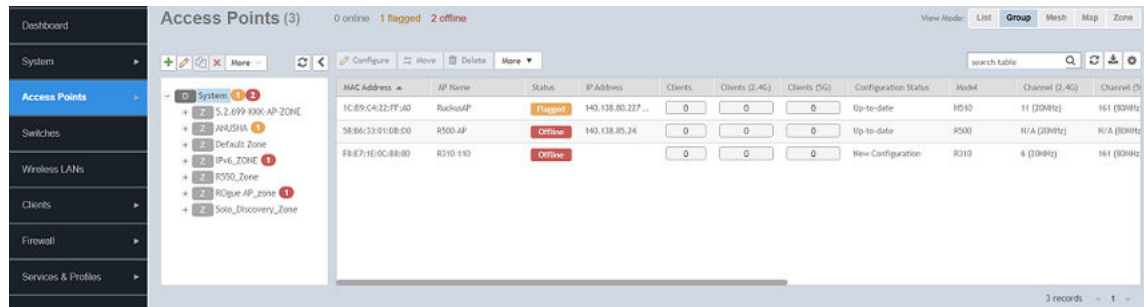 Dashboard
System
Access Points
Switches
Wireless LANs
Clients
Firewall
Services & Profiles
Access Points (3) 0 online 1 flagged 2 offline
View Mode: List Group Mesh Map Zone
More
Configure Move Delete More
search table
D System 1 2
Z 5.2.699-KKK-AP-ZONE
Z ANUSHA 1
Z Default Zone
Z IPv6_ZONE 1
Z R550_Zone
Z ROgue AP_zone 1
Z Solo_Discovery_Zone
MAC Address AP Name Status IP Address Clients Clients (2.4G) Clients (5G) Configuration Status Model Channel (2.4G) Channel (5
1C:B9:C4:22:FF:A0 RuckusAP Flagged 140.138.80.227 ... 0 0 0 Up-to-date H510 11 (20MHz) 161 (80MHz
58:B6:33:01:DB:D0 R500-AP Offline 140.138.85.24 0 0 0 Up-to-date R500 N/A (20MHz) N/A (80MHz
F8:E7:1E:0C:B8:80 R310-110 Offline 0 0 0 New Configuration R310 6 (20MHz) 161 (80MHz
3 records 1